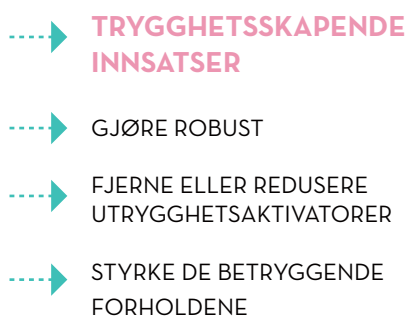 TRYGGHETSSKAPENDE
INNSATSER
GJØRE ROBUST
FJERNE ELLER REDUSERE
UTRYGGHETSAKTIVATORER
STYRKE DE BETRYGGENDE
FORHOLDENE